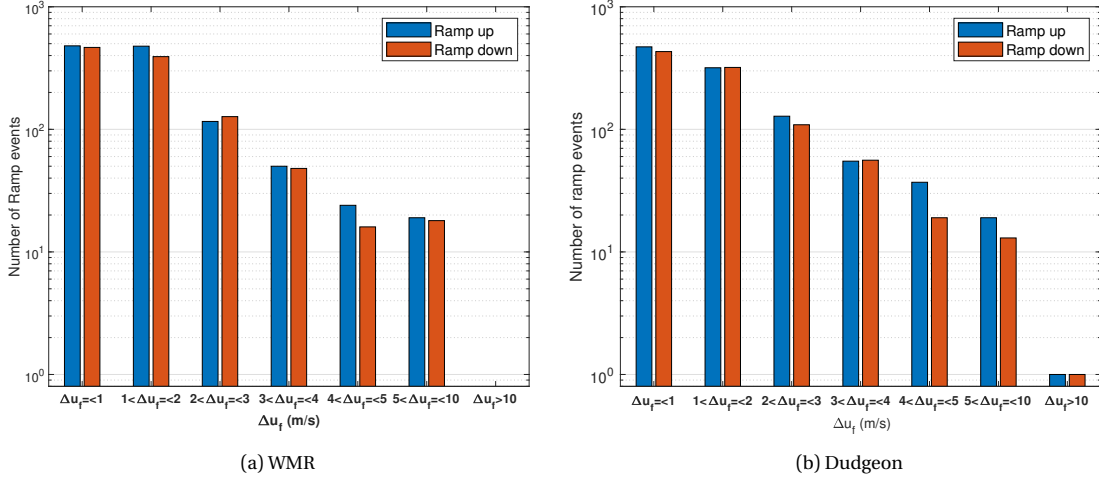 10³
10²
10¹
10⁰
Number of Ramp events
Ramp up
Ramp down
Δu_f=<1 1<Δu_f=<2 2<Δu_f=<3 3<Δu_f=<4 4<Δu_f=<5 5<Δu_f=<10 Δu_f>10
Δu_f (m/s)
(a) WMR
10³
10²
10¹
10⁰
Number of ramp events
Ramp up
Ramp down
Δu_f=<1 1<Δu_f=<2 2<Δu_f=<3 3<Δu_f=<4 4<Δu_f=<5 5<Δu_f=<10 Δu_f>10
Δu_f (m/s)
(b) Dudgeon